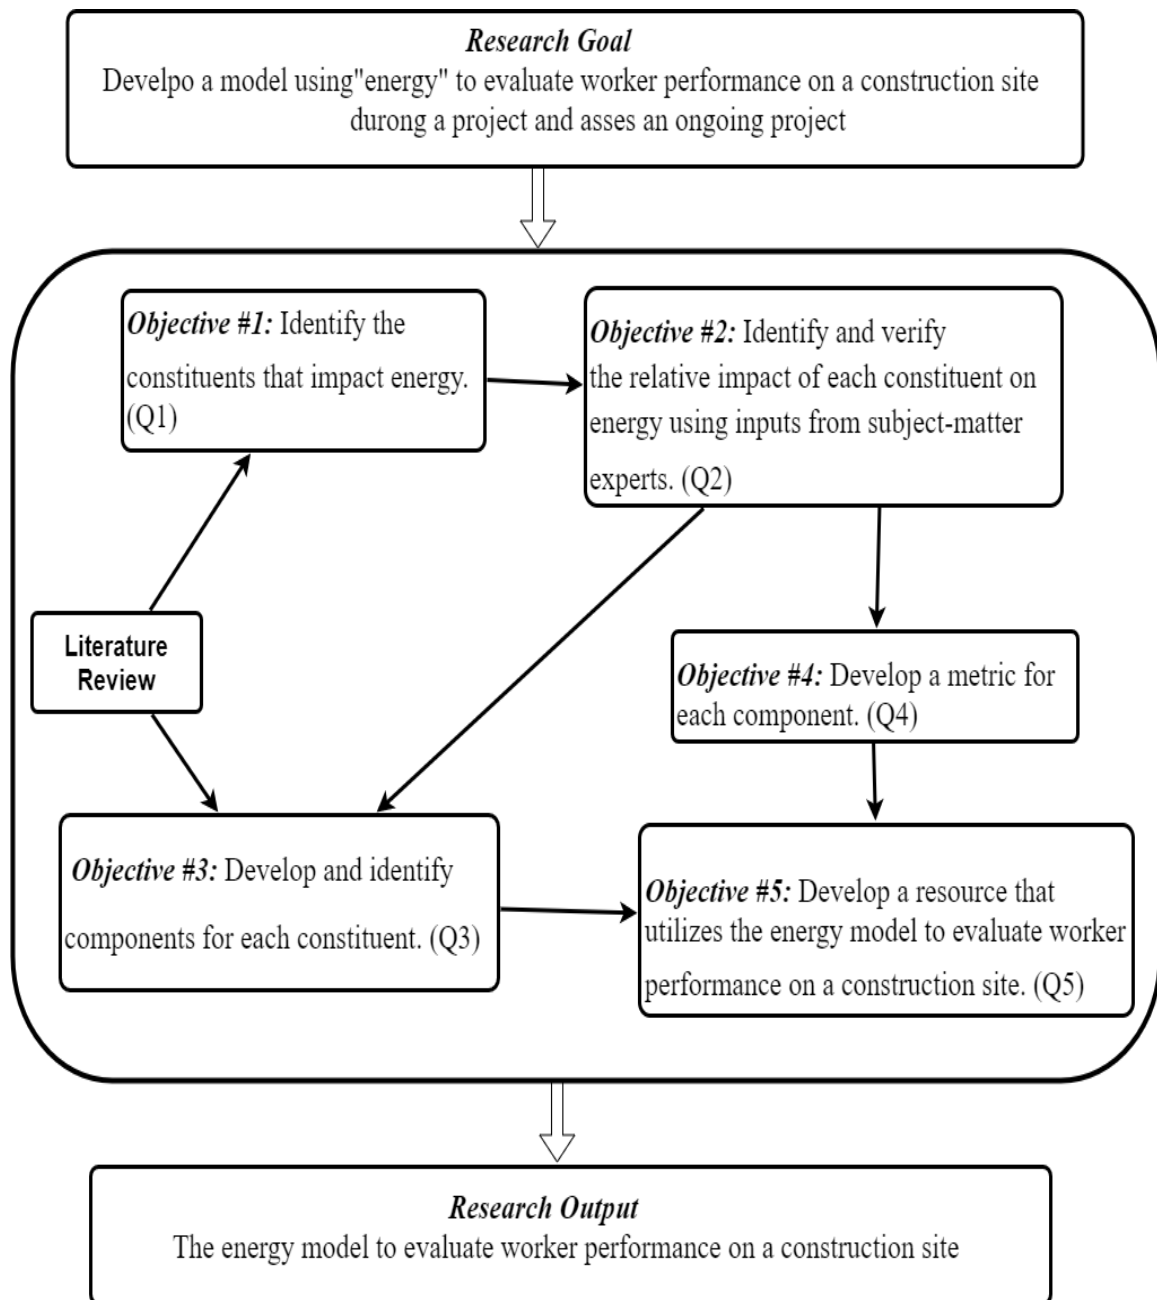 Research Goal
Develpo a model using"energy" to evaluate worker performance on a construction site
durong a project and asses an ongoing project
Objective #1: Identify the
constituents that impact energy.
(Q1)
Objective #2: Identify and verify
the relative impact of each constituent on
energy using inputs from subject-matter
experts. (Q2)
Literature
Review
Objective #4: Develop a metric for
each component. (Q4)
Objective #3: Develop and identify
components for each constituent. (Q3)
Objective #5: Develop a resource that
utilizes the energy model to evaluate worker
performance on a construction site. (Q5)
Research Output
The energy model to evaluate worker performance on a construction site